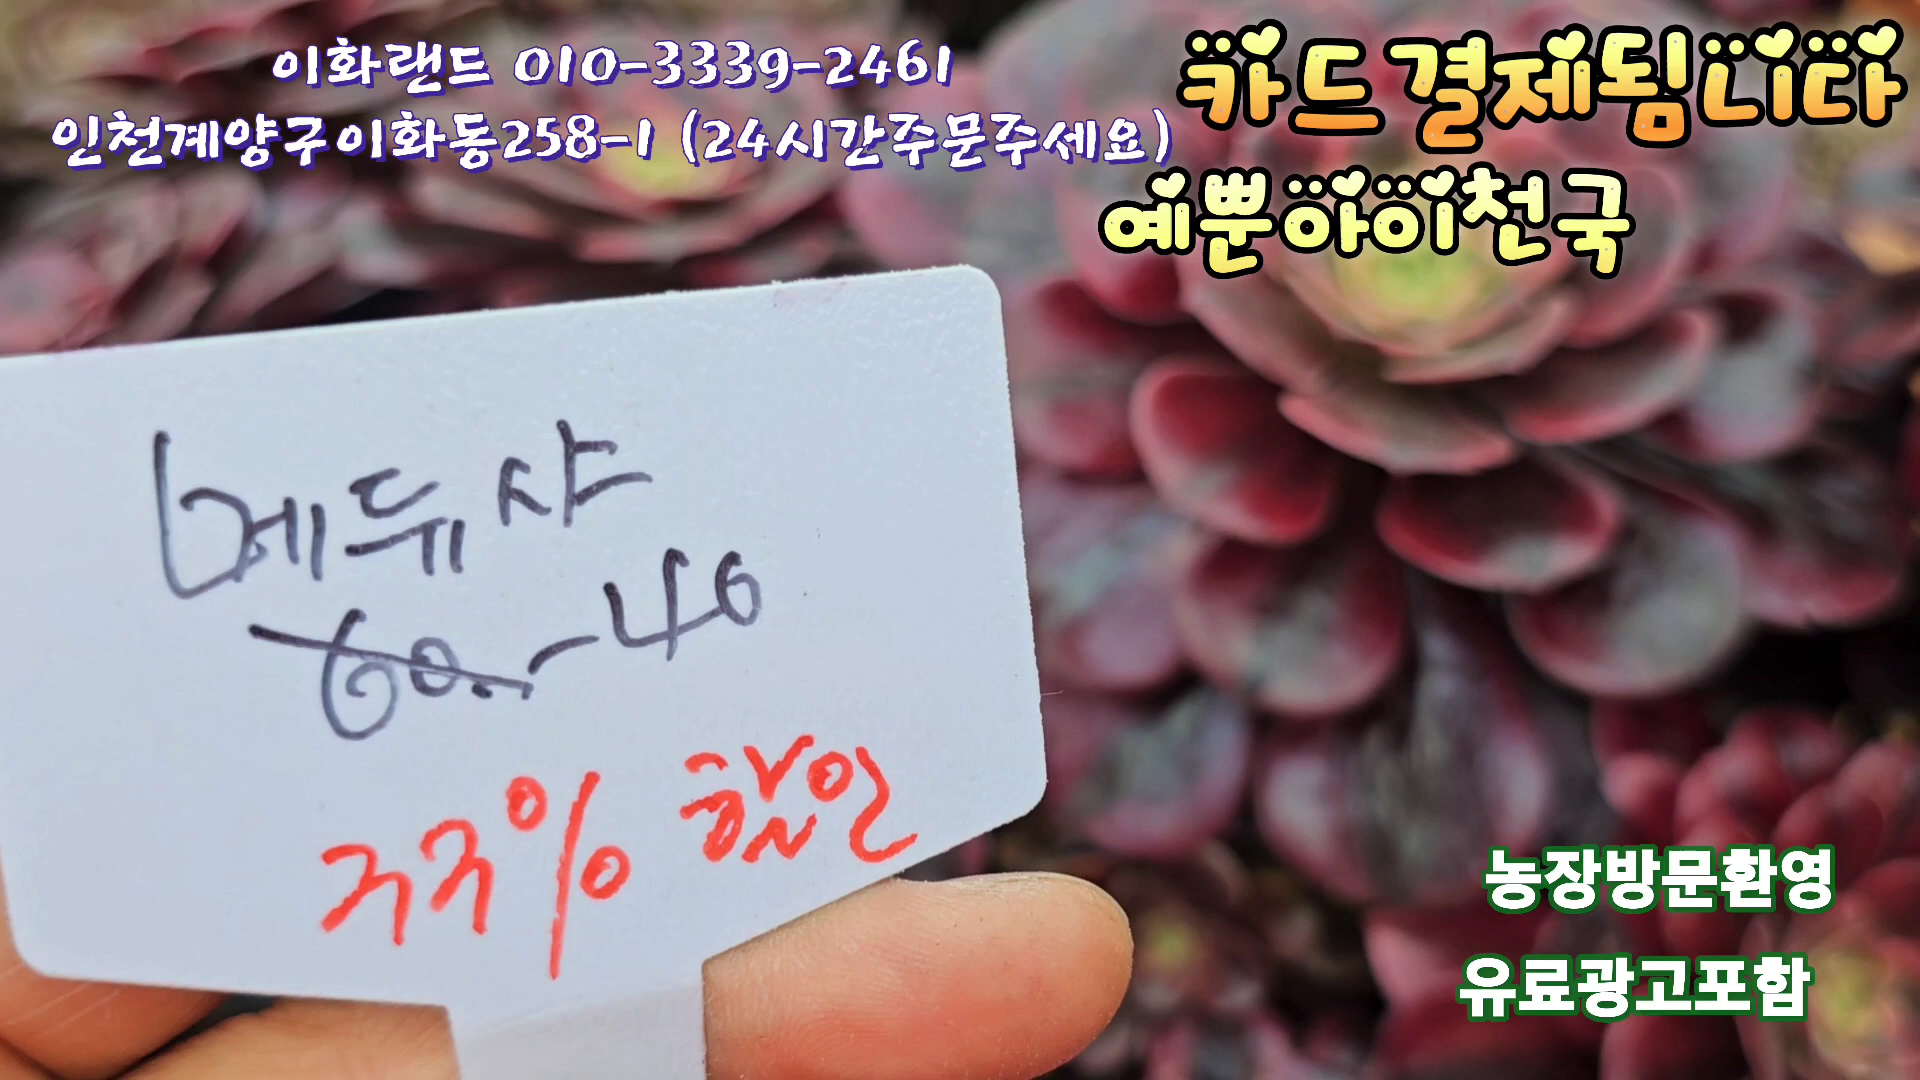 이화랜드 010-3339-2461
인천계양구이화동258-1 (24시간주문주세요)
카드결제됩니다
예쁜아이천국
메듀사
60.-40
33% 할인
농장방문환영
유료광고포함